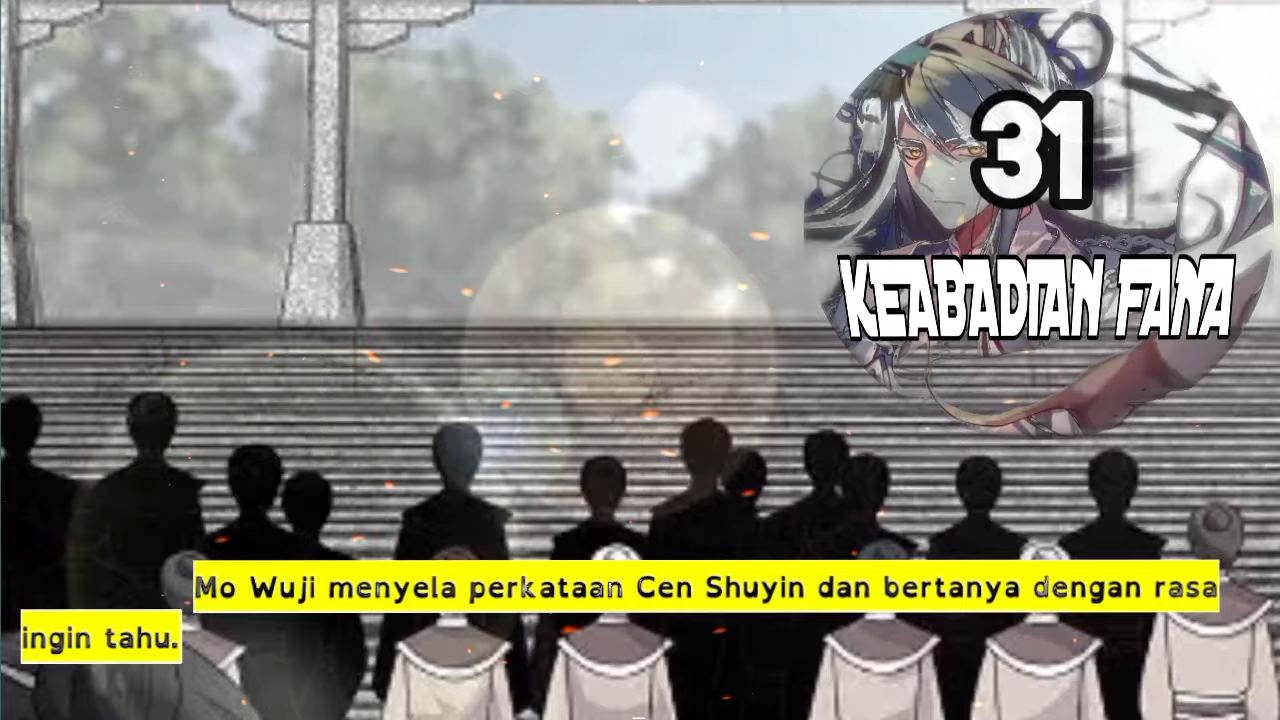 31
KEABADIAN FANA
Mo Wuji menyela perkataan Cen Shuyin dan bertanya dengan rasa
ingin tahu.